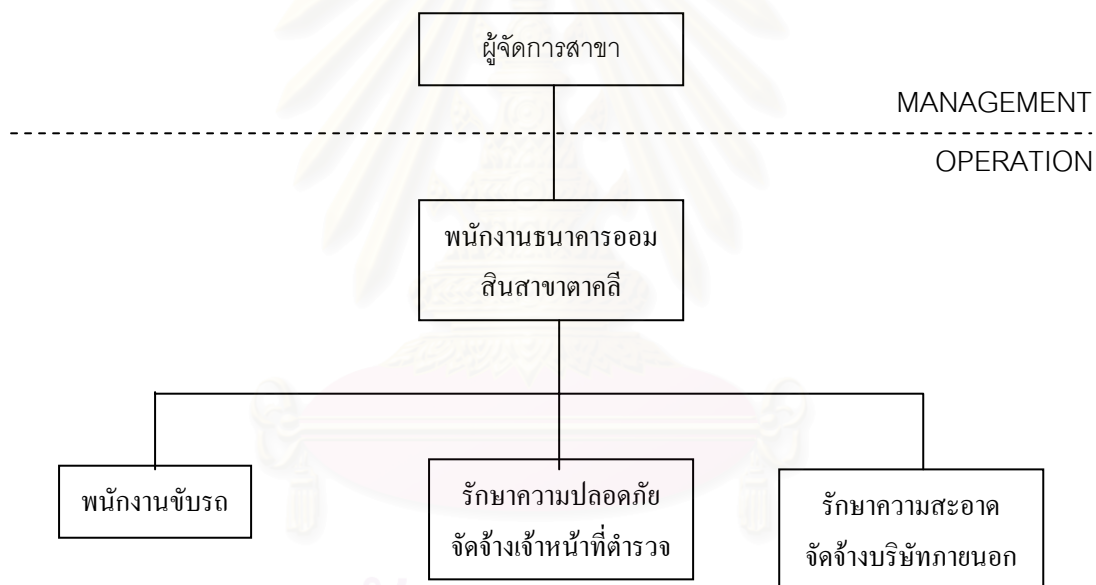 ผู้จัดการสาขา
MANAGEMENT
OPERATION
พนักงานธนาคารออม
สินสาขาตาคลี
พนักงานขับรถ
รักษาความปลอดภัย
จัดจ้างเจ้าหน้าที่ตำรวจ
รักษาความสะอาด
จัดจ้างบริษัทภายนอก